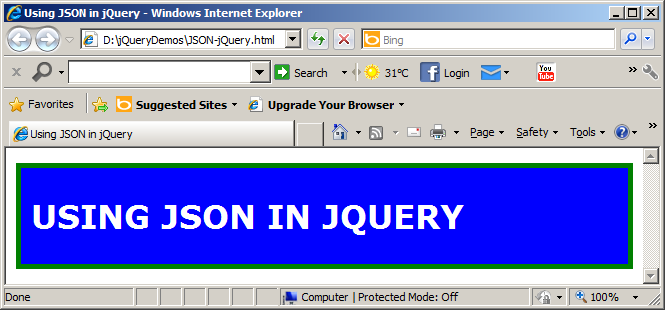 Using JSON in jQuery - Windows Internet Explorer
D:\jQueryDemos\JSON-jQuery.html
Bing
x Search 31ºC Login You Tube »
Favorites Suggested Sites Upgrade Your Browser
Using JSON in jQuery Page Safety Tools »
USING JSON IN JQUERY
Done Computer | Protected Mode: Off 100%